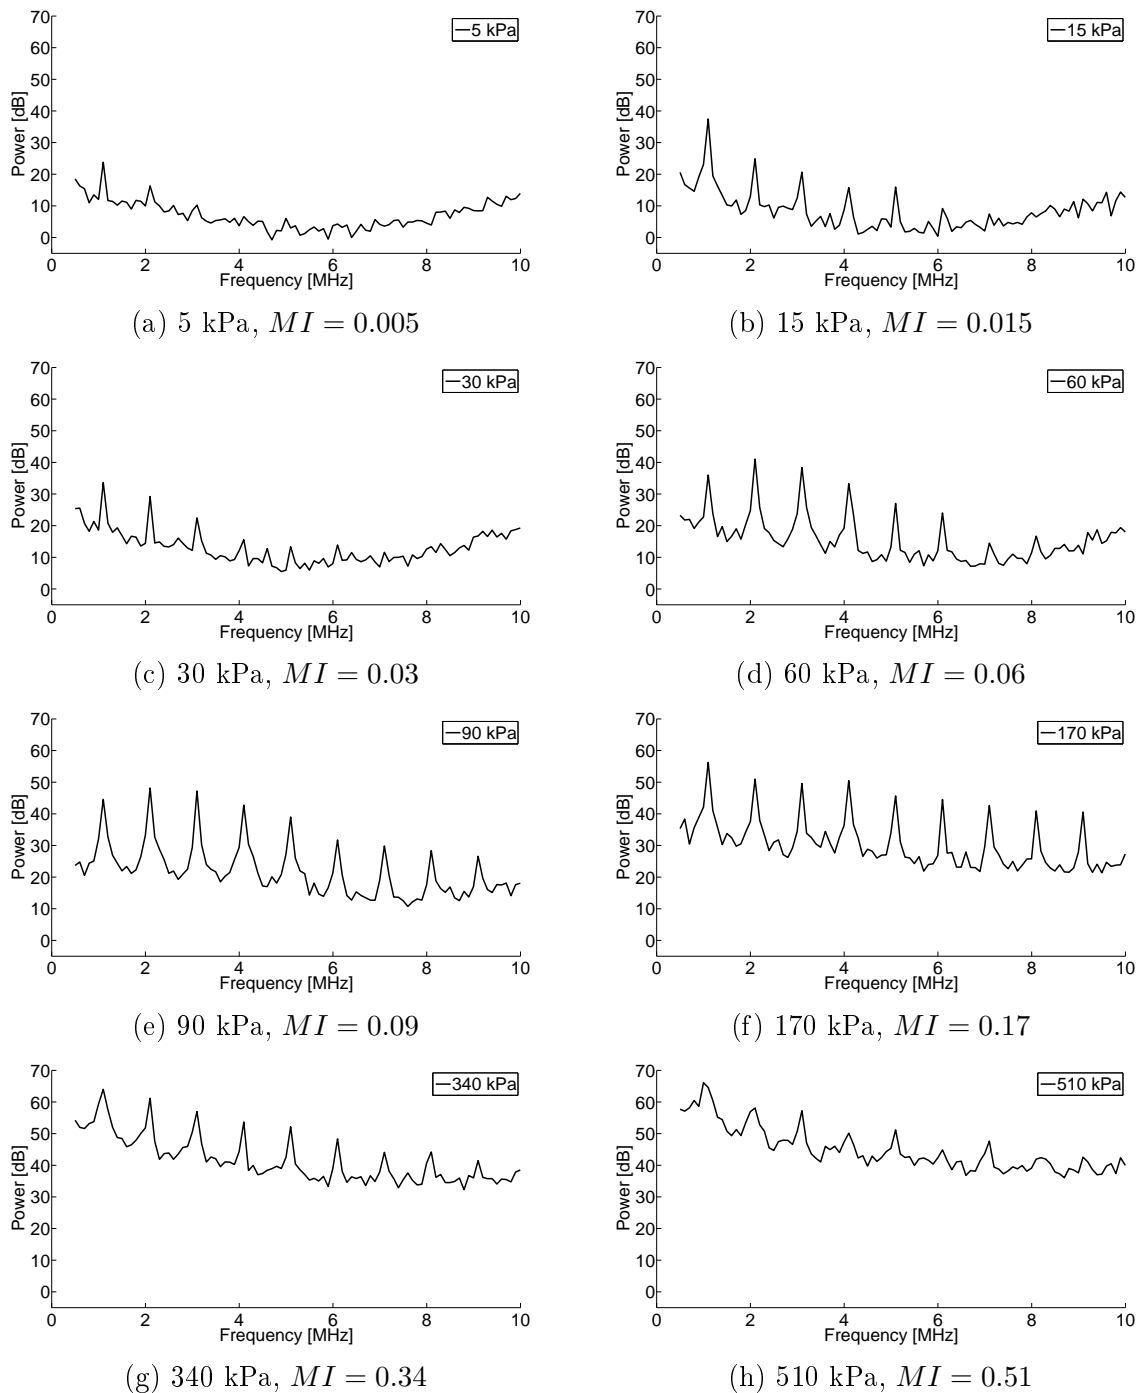 70
60
50
40
30
20
10
0
Power [dB]
0 2 4 6 8 10
Frequency [MHz]
5 kPa
(a) 5 kPa, MI = 0.005
70
60
50
40
30
20
10
0
Power [dB]
0 2 4 6 8 10
Frequency [MHz]
15 kPa
(b) 15 kPa, MI = 0.015
70
60
50
40
30
20
10
0
Power [dB]
0 2 4 6 8 10
Frequency [MHz]
30 kPa
(c) 30 kPa, MI = 0.03
70
60
50
40
30
20
10
0
Power [dB]
0 2 4 6 8 10
Frequency [MHz]
60 kPa
(d) 60 kPa, MI = 0.06
70
60
50
40
30
20
10
0
Power [dB]
0 2 4 6 8 10
Frequency [MHz]
90 kPa
(e) 90 kPa, MI = 0.09
70
60
50
40
30
20
10
0
Power [dB]
0 2 4 6 8 10
Frequency [MHz]
170 kPa
(f) 170 kPa, MI = 0.17
70
60
50
40
30
20
10
0
Power [dB]
0 2 4 6 8 10
Frequency [MHz]
340 kPa
(g) 340 kPa, MI = 0.34
70
60
50
40
30
20
10
0
Power [dB]
0 2 4 6 8 10
Frequency [MHz]
510 kPa
(h) 510 kPa, MI = 0.51